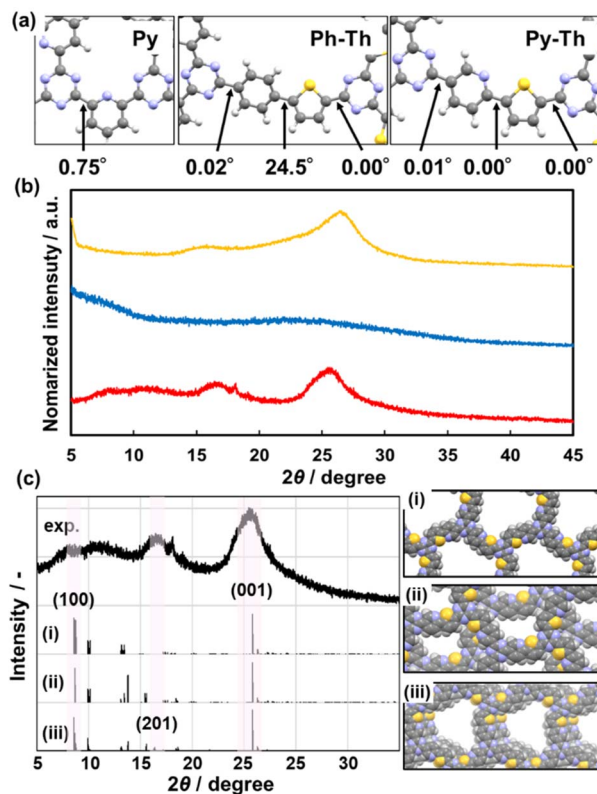 (a)
Py
Ph-Th
Py-Th
0.75°
0.02° 24.5° 0.00°
0.01° 0.00° 0.00°
(b)
Nomarized intensuty / a.u.
5 10 15 20 25 30 35 40 45
2θ / degree
(c)
exp.
(100)
(001)
(i)
(ii)
(201)
(iii)
Intensity / -
5 10 15 20 25 30
2θ / degree
(i)
(ii)
(iii)